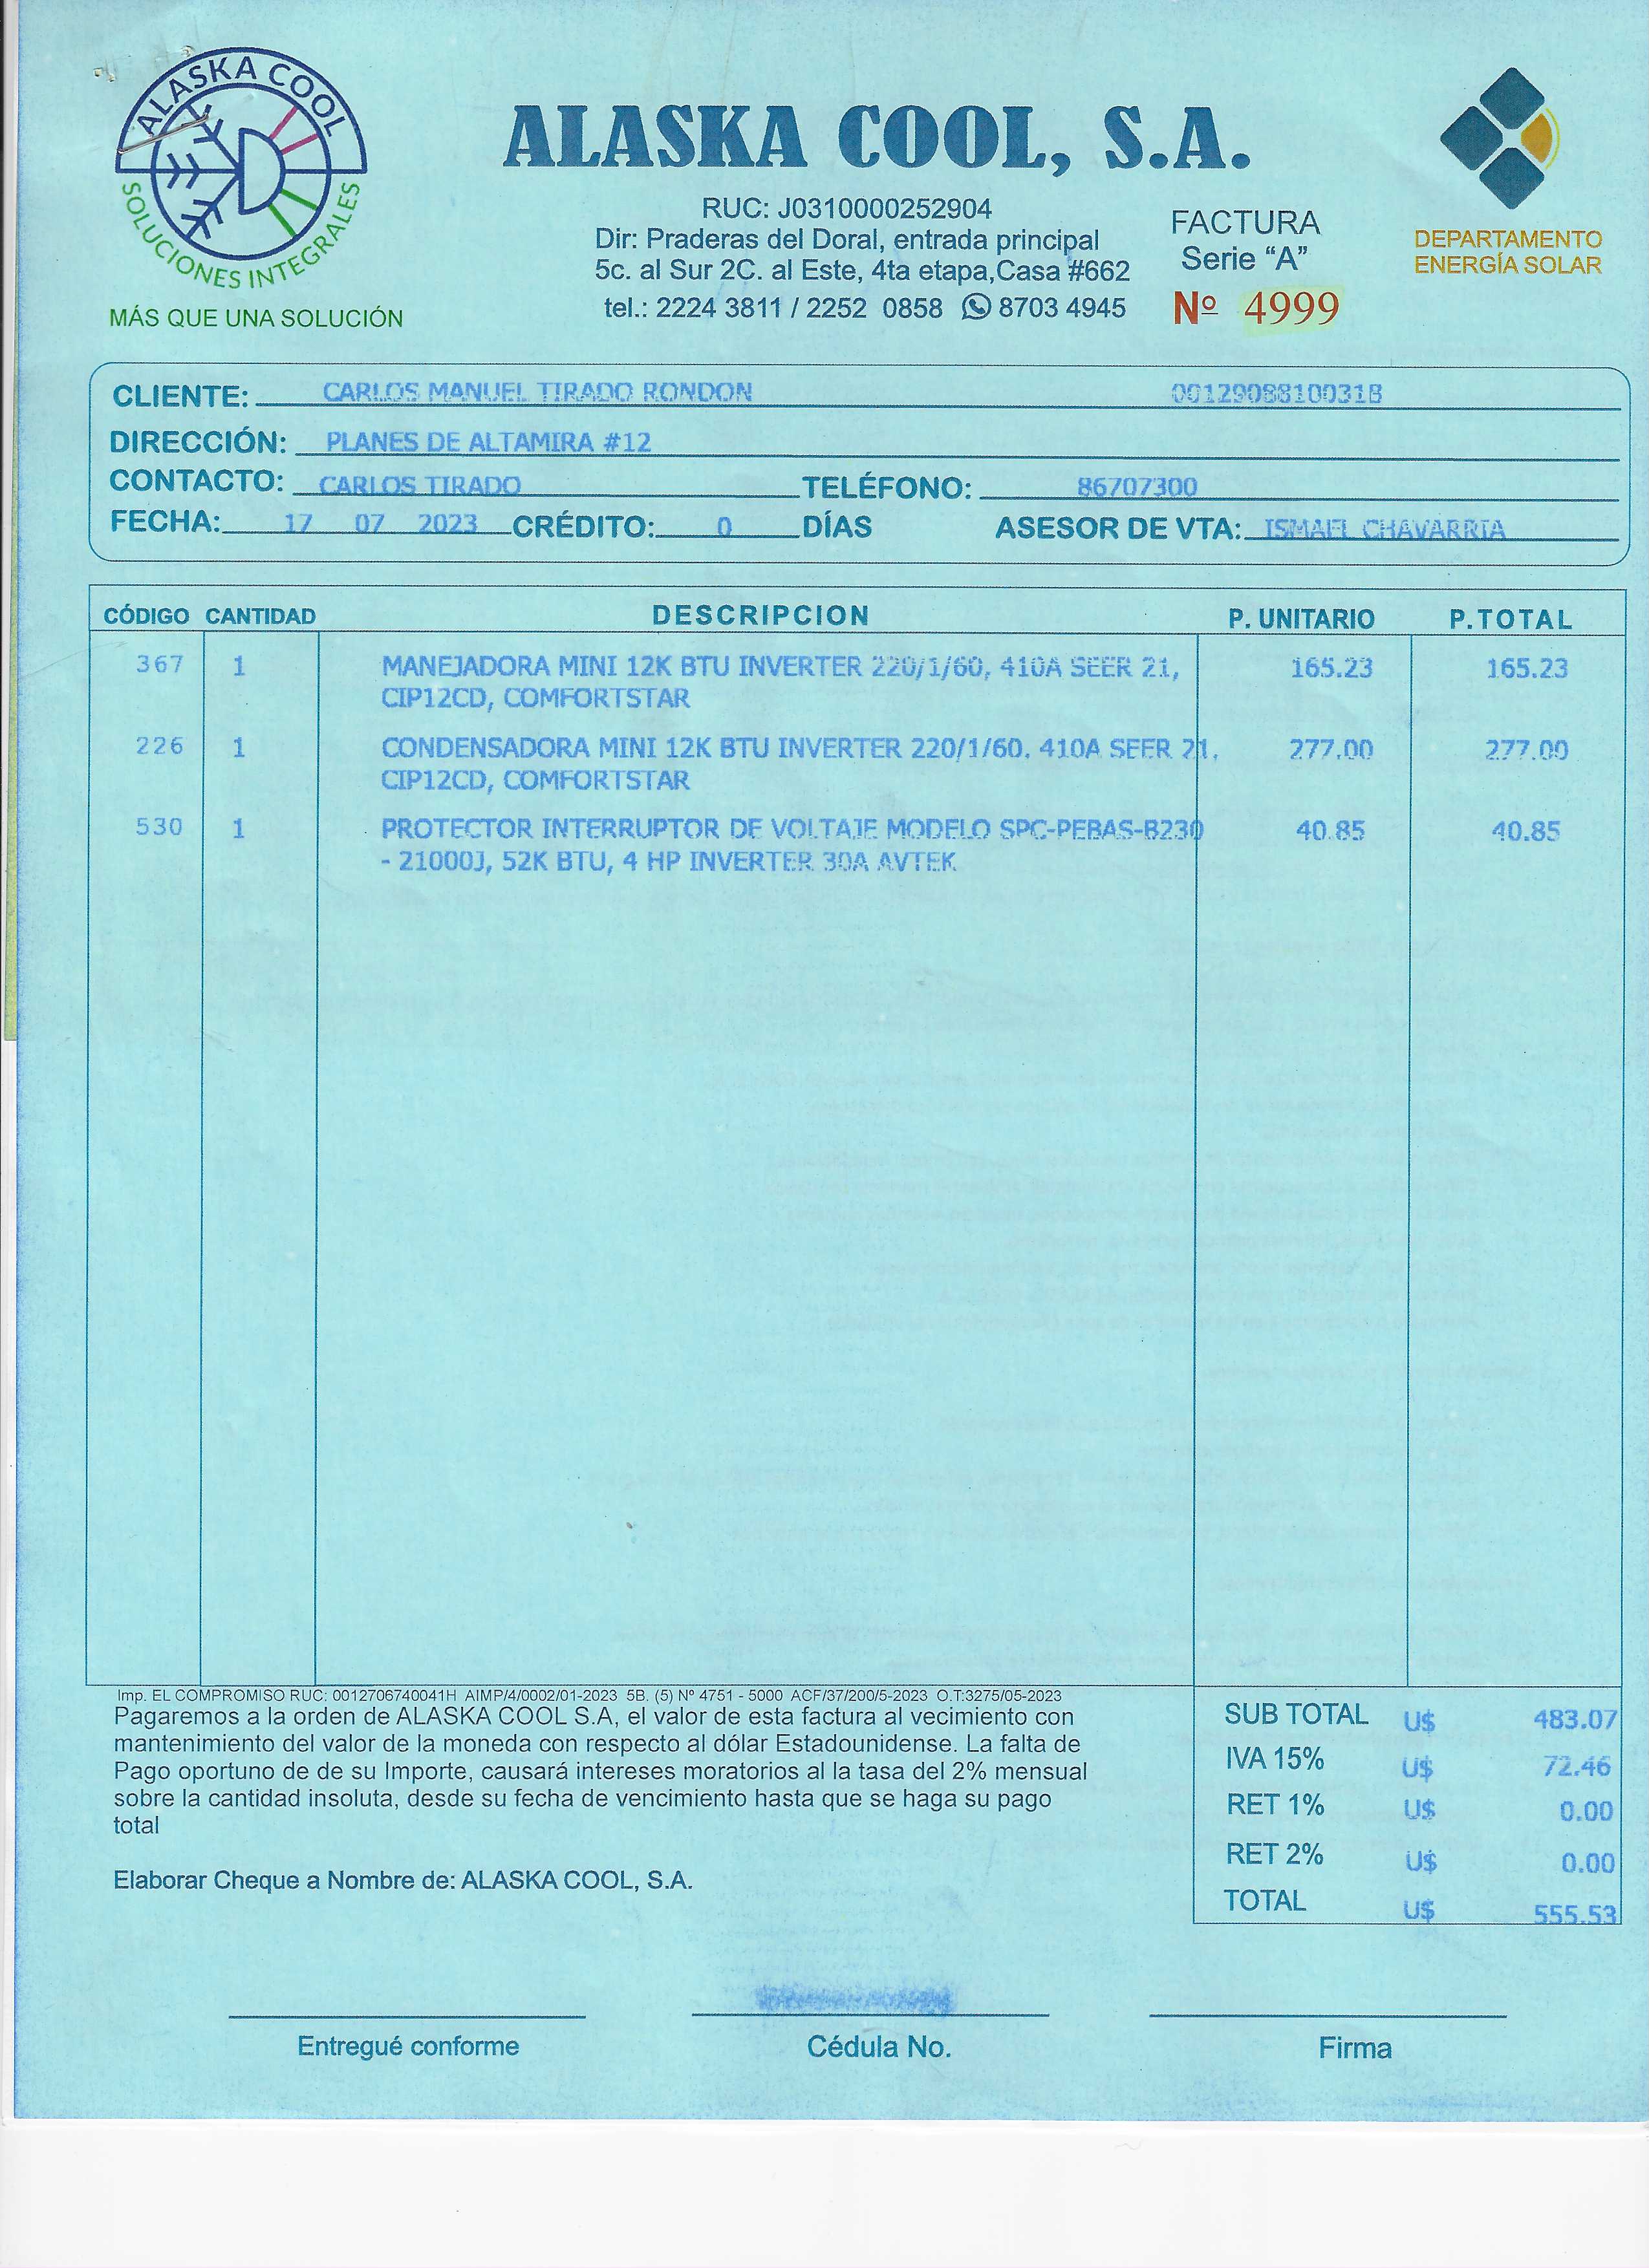 ALASKA COOL
SOLUCIONES INTEGRALES
MÁS QUE UNA SOLUCIÓN
ALASKA COOL, S.A.
RUC: J0310000252904
Dir: Praderas del Doral, entrada principal
5c. al Sur 2C. al Este, 4ta etapa,Casa #662
tel.: 2224 3811 / 2252 0858 8703 4945
FACTURA
Serie “A”
Nº 4999
DEPARTAMENTO
ENERGÍA SOLAR
CLIENTE: CARLOS MANUEL TIRADO RONDON 0012908810031B
DIRECCIÓN: PLANES DE ALTAMIRA #12
CONTACTO: CARLOS TIRADO TELÉFONO: 86707300
FECHA: 17 07 2023 CRÉDITO: 0 DÍAS ASESOR DE VTA: ISMAEL CHAVARRIA
CÓDIGO CANTIDAD DESCRIPCION P. UNITARIO P.TOTAL
367 1 MANEJADORA MINI 12K BTU INVERTER 220/1/60, 410A SEER 21, 165.23 165.23
CIP12CD, COMFORTSTAR
226 1 CONDENSADORA MINI 12K BTU INVERTER 220/1/60. 410A SEER 21, 277.00 277.00
CIP12CD, COMFORTSTAR
530 1 PROTECTOR INTERRUPTOR DE VOLTAJE MODELO SPC-PEBAS-B230 40.85 40.85
- 21000J, 52K BTU, 4 HP INVERTER 30A AVTEK
Imp. EL COMPROMISO RUC: 0012706740041H AIMP/4/0002/01-2023 5B. (5) Nº 4751 - 5000 ACF/37/200/5-2023 O.T:3275/05-2023
Pagaremos a la orden de ALASKA COOL S.A, el valor de esta factura al vecimiento con
mantenimiento del valor de la moneda con respecto al dólar Estadounidense. La falta de
Pago oportuno de de su Importe, causará intereses moratorios al la tasa del 2% mensual
sobre la cantidad insoluta, desde su fecha de vencimiento hasta que se haga su pago
total
Elaborar Cheque a Nombre de: ALASKA COOL, S.A.
SUB TOTAL U$ 483.07
IVA 15% U$ 72.46
RET 1% U$ 0.00
RET 2% U$ 0.00
TOTAL U$ 555.53
Entregué conforme Cédula No. Firma